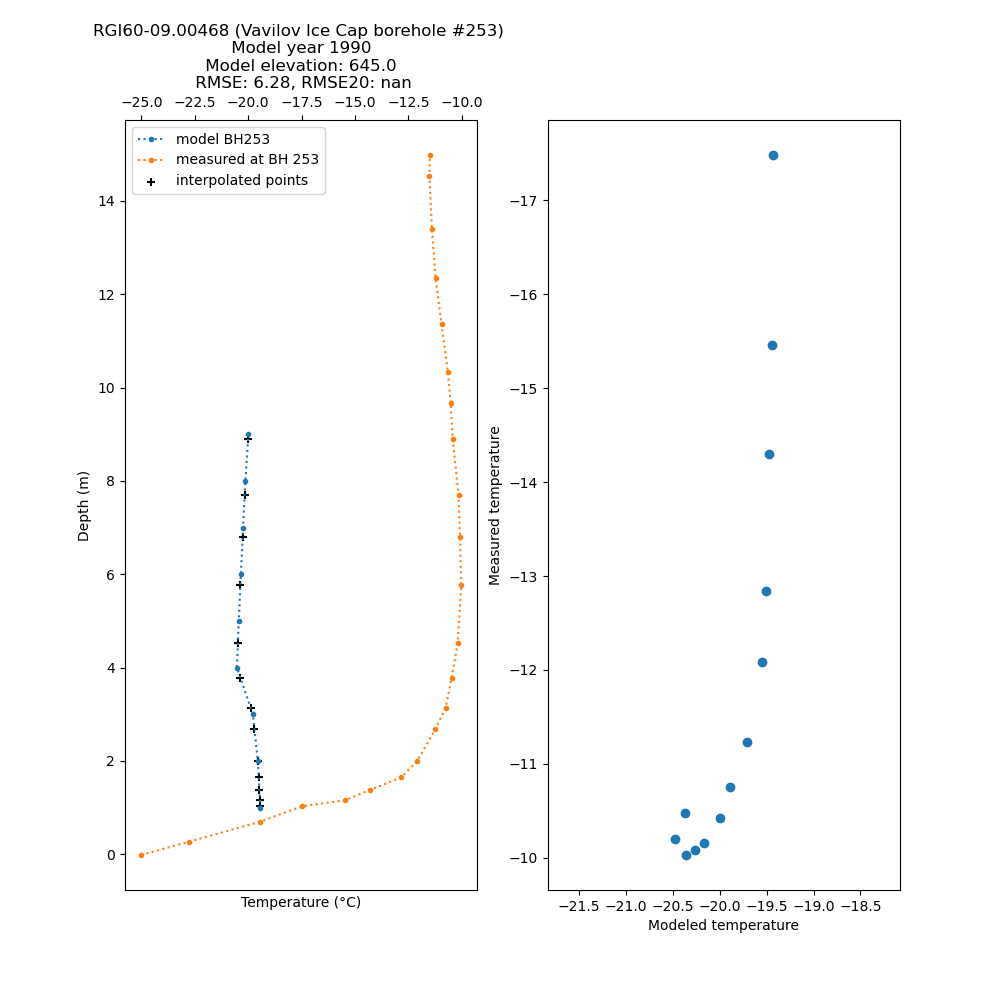 RGI60-09.00468 (Vavilov Ice Cap borehole #253)
Model year 1990
Model elevation: 645.0
RMSE: 6.28, RMSE20: nan
−25.0 −22.5 −20.0 −17.5 −15.0 −12.5 −10.0
model BH253
measured at BH 253
interpolated points
14
12
10
8
6
4
2
0
Depth (m)
Temperature (°C)
−17
−16
−15
−14
−13
−12
−11
−10
Measured temperature
−21.5 −21.0 −20.5 −20.0 −19.5 −19.0 −18.5
Modeled temperature